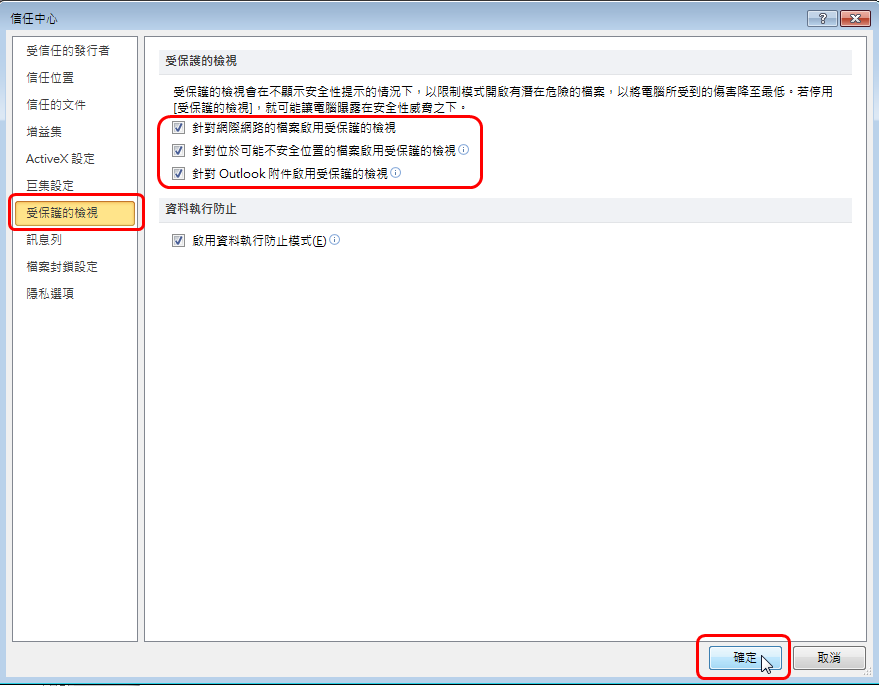 信任中心
受信任的發行者
信任位置
信任的文件
增益集
ActiveX 設定
巨集設定
受保護的檢視
訊息列
檔案封鎖設定
隱私選項
受保護的檢視
受保護的檢視會在不顯示安全性提示的情況下，以限制模式開啟有潛在危險的檔案，以將電腦所受到的傷害降至最低。若停用
[受保護的檢視]，就可能讓電腦曝露在安全性威脅之下。
針對網際網路的檔案啟用受保護的檢視
針對位於可能不安全位置的檔案啟用受保護的檢視
針對 Outlook 附件啟用受保護的檢視
資料執行防止
啟用資料執行防止模式(E)
確定
取消